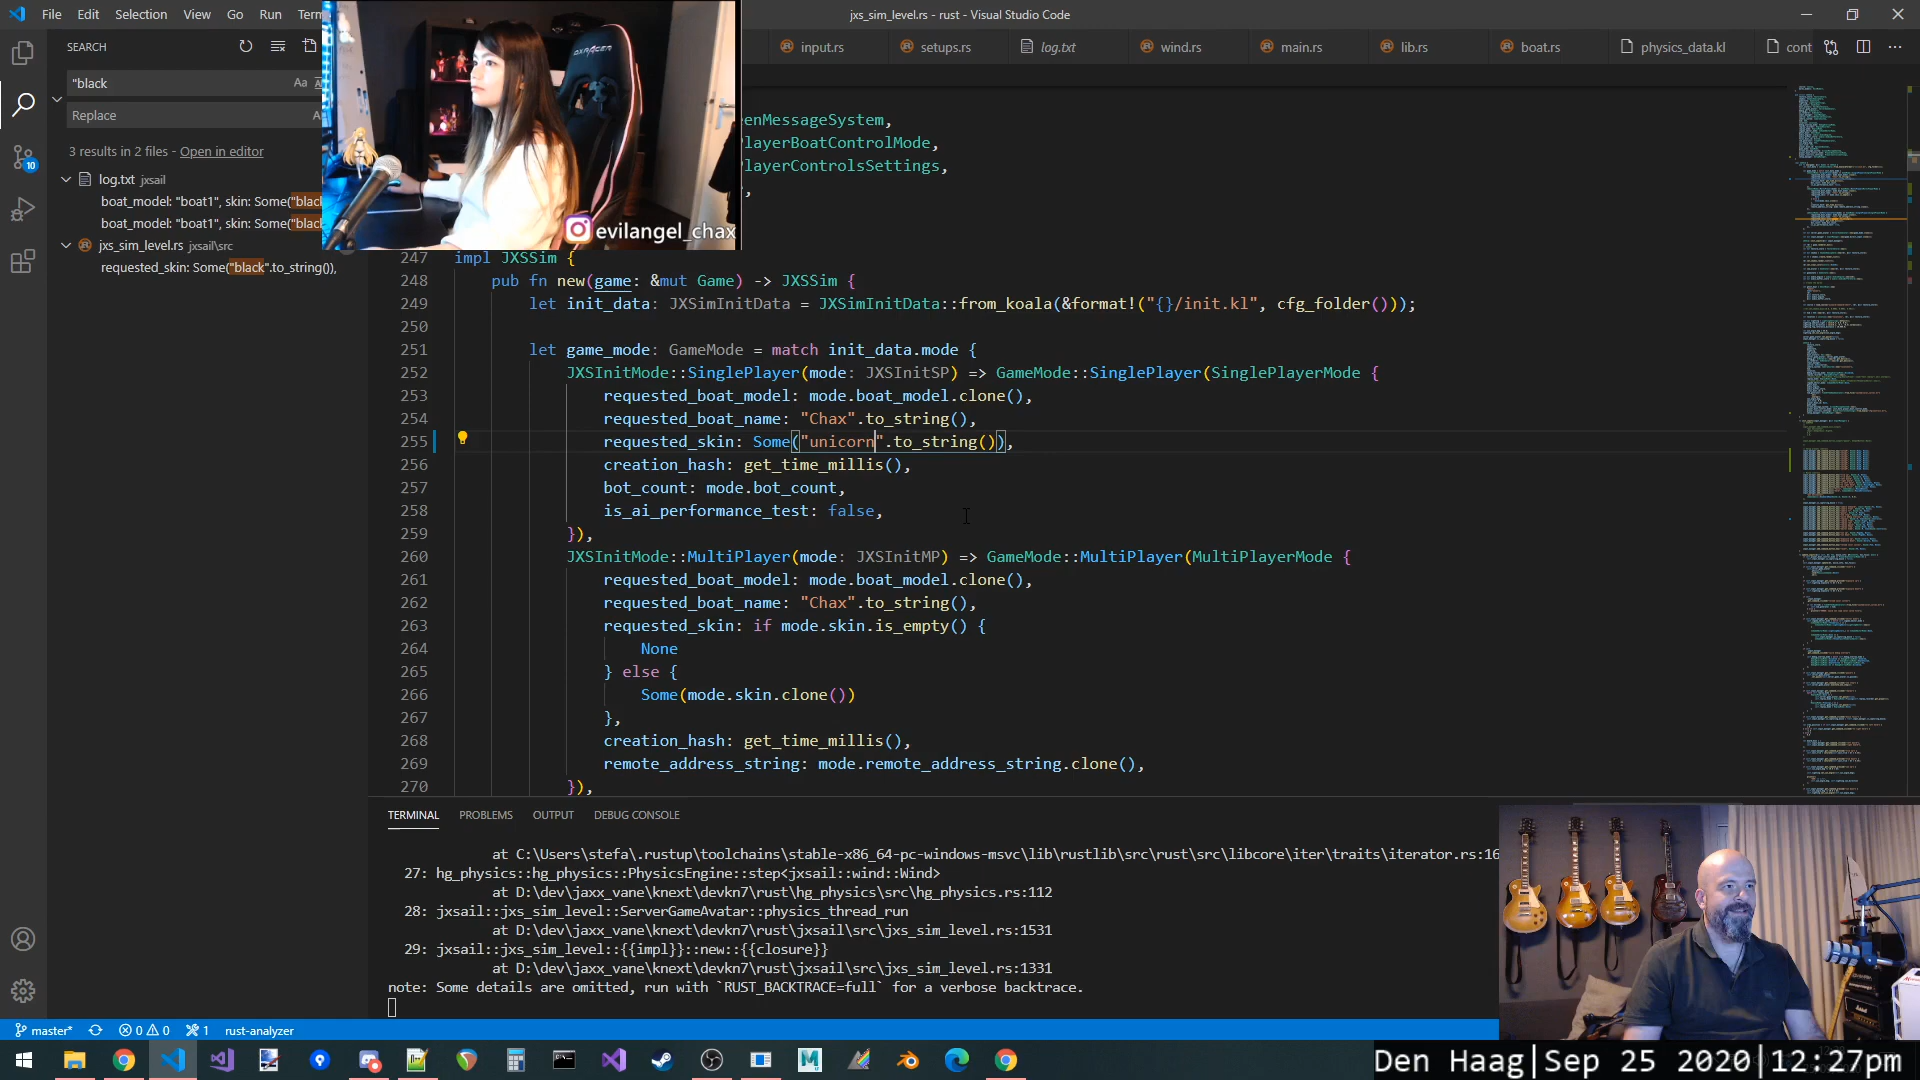 File Edit Selection View Go Run Term
jxs_sim_level.rs - rust - Visual Studio Code
SEARCH
input.rs setups.rs log.txt wind.rs main.rs lib.rs boat.rs physics_data.kl cont
"black
Aa
Replace
3 results in 2 files - Open in editor
log.txt jxsail
boat_model: "boat1", skin: Some("black
boat_model: "boat1", skin: Some("black
jxs_sim_level.rs jxsail\src
requested_skin: Some("black".to_string()),
DXRACER
evilangel_chax
enMessageSystem,
layerBoatControlMode,
layerControlsSettings,
,
247 impl JXSSim {
248 pub fn new(game: &mut Game) -> JXSSim {
249 let init_data: JXSimInitData = JXSimInitData::from_koala(&format!("{}/init.kl", cfg_folder()));
250
251 let game_mode: GameMode = match init_data.mode {
252 JXSInitMode::SinglePlayer(mode: JXSInitSP) => GameMode::SinglePlayer(SinglePlayerMode {
253 requested_boat_model: mode.boat_model.clone(),
254 requested_boat_name: "Chax".to_string(),
255 requested_skin: Some("unicorn".to_string()),
256 creation_hash: get_time_millis(),
257 bot_count: mode.bot_count,
258 is_ai_performance_test: false,
259 }),
260 JXSInitMode::MultiPlayer(mode: JXSInitMP) => GameMode::MultiPlayer(MultiPlayerMode {
261 requested_boat_model: mode.boat_model.clone(),
262 requested_boat_name: "Chax".to_string(),
263 requested_skin: if mode.skin.is_empty() {
264 None
265 } else {
266 Some(mode.skin.clone())
267 },
268 creation_hash: get_time_millis(),
269 remote_address_string: mode.remote_address_string.clone(),
270 }),
TERMINAL PROBLEMS OUTPUT DEBUG CONSOLE
at C:\Users\stefa\.rustup\toolchains\stable-x86_64-pc-windows-msvc\lib\rustlib\src\rust\src\libcore\iter\traits\iterator.rs:16
27: hg_physics::hg_physics::PhysicsEngine::step<jxsail::wind::Wind>
at D:\dev\jaxx_vane\knext\devkn7\rust\hg_physics\src\hg_physics.rs:112
28: jxsail::jxs_sim_level::ServerGameAvatar::physics_thread_run
at D:\dev\jaxx_vane\knext\devkn7\rust\jxsail\src\jxs_sim_level.rs:1531
29: jxsail::jxs_sim_level::{{impl}}::new::{{closure}}
at D:\dev\jaxx_vane\knext\devkn7\rust\jxsail\src\jxs_sim_level.rs:1331
note: Some details are omitted, run with `RUST_BACKTRACE=full` for a verbose backtrace.
10
master* 0 0 1 rust-analyzer
Den Haag|Sep 25 2020|12:27pm